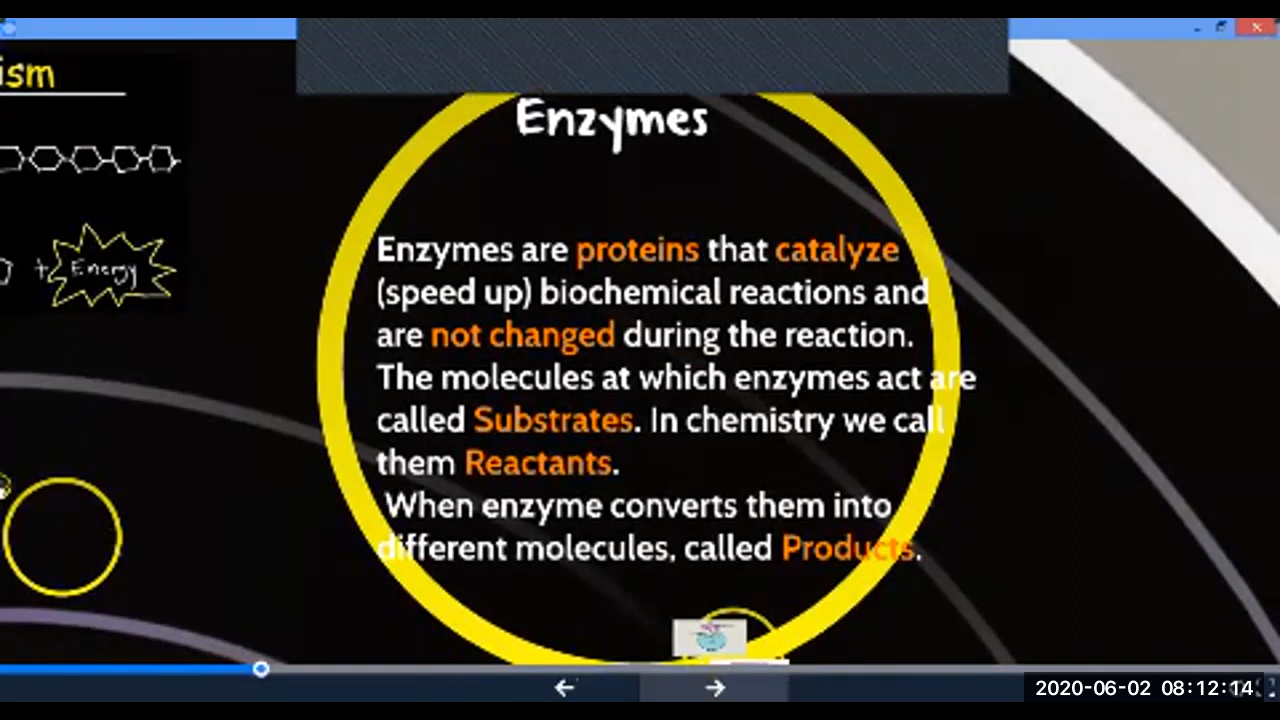 ism
Enzymes
+ Energy
Enzymes are proteins that catalyze
(speed up) biochemical reactions and
are not changed during the reaction.
The molecules at which enzymes act are
called Substrates. In chemistry we call
them Reactants.
When enzyme converts them into
different molecules, called Products.
2020-06-02 08:12:14